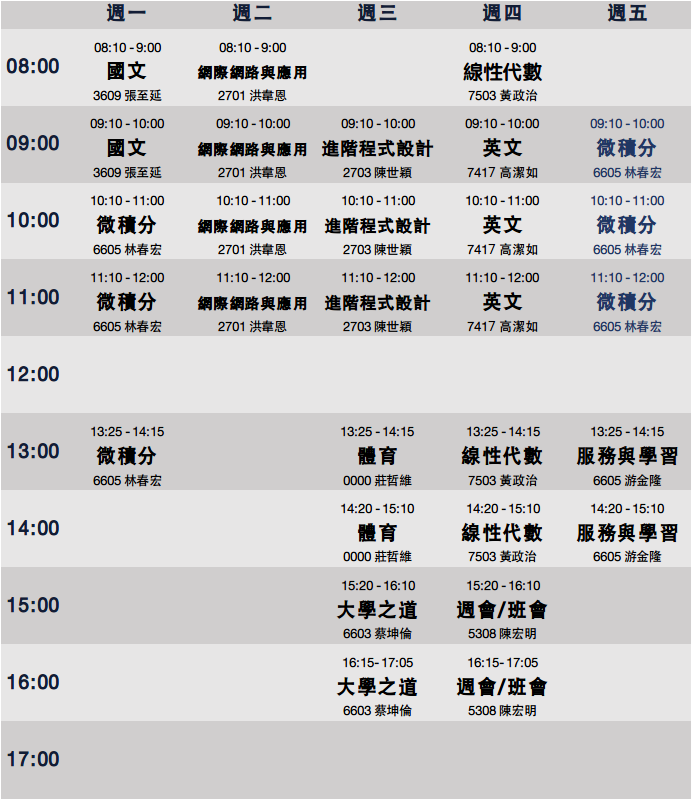 週一 週二 週三 週四 週五
08:00
08:10 - 9:00 08:10 - 9:00 08:10 - 9:00
國文 網際網路與應用 線性代數
3609 張至延 2701 洪韋恩 7503 黃政治
09:00
09:10 - 10:00 09:10 - 10:00 09:10 - 10:00 09:10 - 10:00 09:10 - 10:00
國文 網際網路與應用 進階程式設計 英文 微積分
3609 張至延 2701 洪韋恩 2703 陳世穎 7417 高潔如 6605 林春宏
10:00
10:10 - 11:00 10:10 - 11:00 10:10 - 11:00 10:10 - 11:00 10:10 - 11:00
微積分 網際網路與應用 進階程式設計 英文 微積分
6605 林春宏 2701 洪韋恩 2703 陳世穎 7417 高潔如 6605 林春宏
11:00
11:10 - 12:00 11:10 - 12:00 11:10 - 12:00 11:10 - 12:00 11:10 - 12:00
微積分 網際網路與應用 進階程式設計 英文 微積分
6605 林春宏 2701 洪韋恩 2703 陳世穎 7417 高潔如 6605 林春宏
12:00
13:00
13:25 - 14:15 13:25 - 14:15 13:25 - 14:15 13:25 - 14:15
微積分 體育 線性代數 服務與學習
6605 林春宏 0000 莊哲維 7503 黃政治 6605 游金隆
14:00
14:20 - 15:10 14:20 - 15:10 14:20 - 15:10
體育 線性代數 服務與學習
0000 莊哲維 7503 黃政治 6605 游金隆
15:00
15:20 - 16:10 15:20 - 16:10
大學之道 週會/班會
6603 蔡坤倫 5308 陳宏明
16:00
16:15- 17:05 16:15- 17:05
大學之道 週會/班會
6603 蔡坤倫 5308 陳宏明
17:00